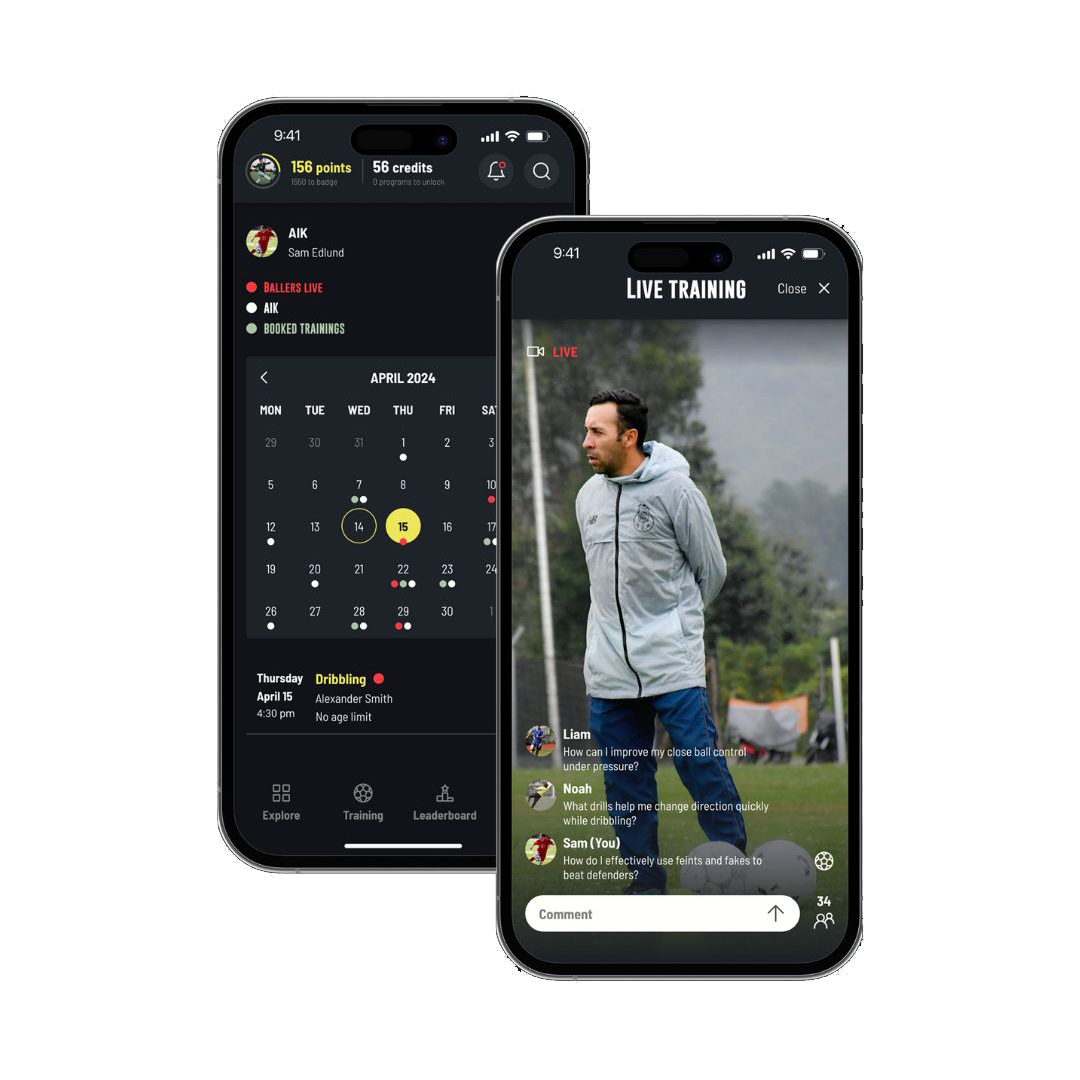 9:41
156 points
1550 to badge
56 credits
0 programs to unlock
AIK
Sam Edlund
BALLERS LIVE
AIK
BOOKED TRAININGS
APRIL 2024
MON TUE WED THU FRI SAT
29 30 31 1 2 3
5 6 7 8 9 10
12 13 14 15 16 17
19 20 21 22 23 24
26 27 28 29 30 1
Thursday
April 15
4:30 pm
Dribbling
Alexander Smith
No age limit
Explore
Training
Leaderboard
9:41
LIVE TRAINING
Close
LIVE
Liam
How can I improve my close ball control
under pressure?
Noah
What drills help me change direction quickly
while dribbling?
Sam (You)
How do I effectively use feints and fakes to
beat defenders?
Comment
34